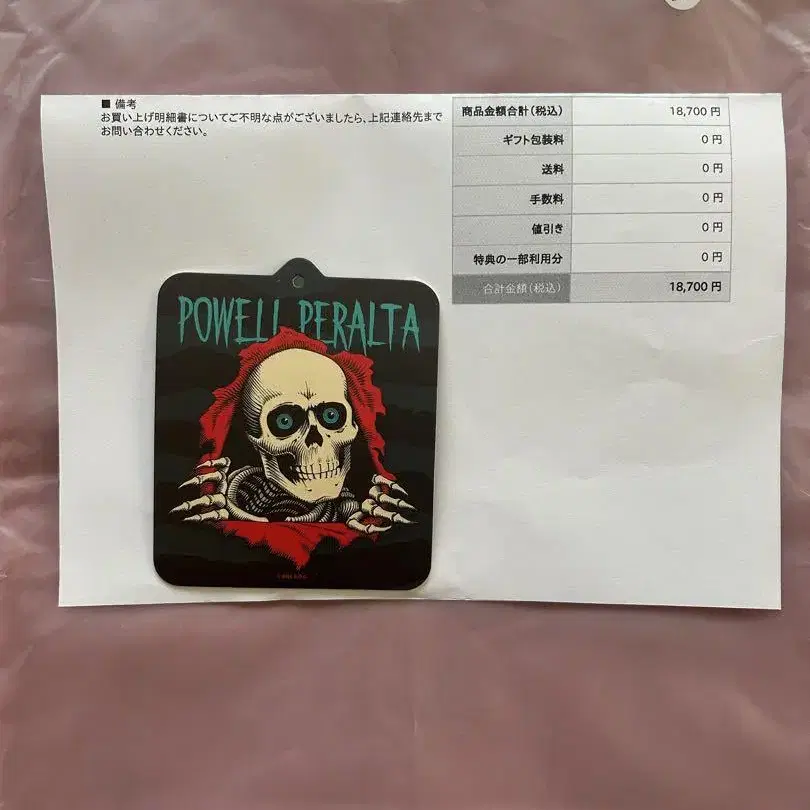 ■ 備考
お買い上げ明細書についてご不明な点がございましたら、上記連絡先まで
お問い合わせください。
商品金額合計(税込) 18,700 円
ギフト包装料 0 円
送料 0 円
手数料 0 円
値引き 0 円
特典の一部利用分 0 円
合計金額(税込) 18,700 円
POWELL PERALTA